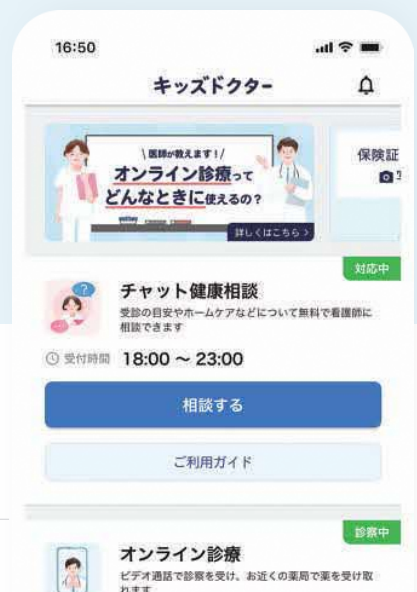 16:50
キッズドクター
\ 医師が教えます! /
オンライン診療って
どんなときに使えるの?
詳しくはこちら >
保険証
対応中
チャット健康相談
受診の目安やホームケアなどについて無料で看護師に
相談できます
受付時間 18:00 ～ 23:00
相談する
ご利用ガイド
診察中
オンライン診療
ビデオ通話で診察を受け、お近くの薬局で薬を受け取
れます